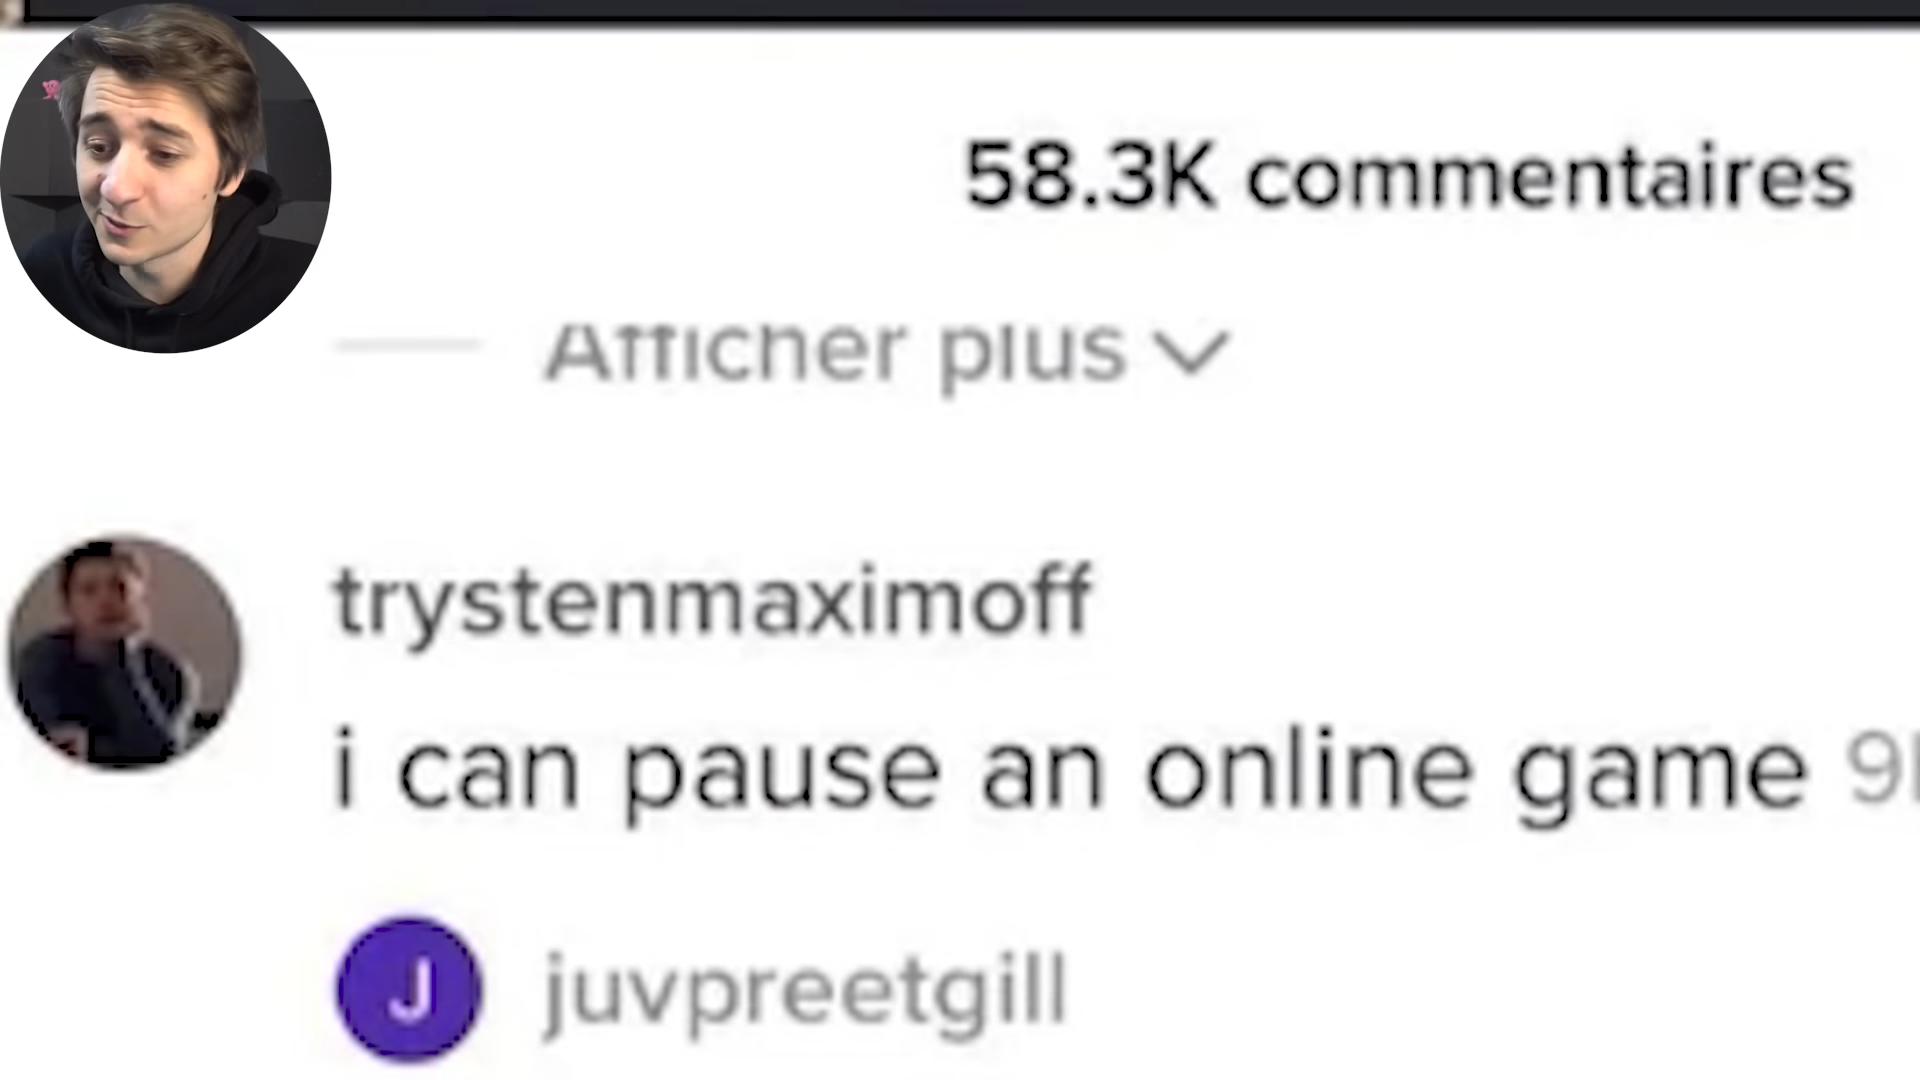 58.3K commentaires
Afficher plus
trystenmaximoff
i can pause an online game
J juvpreetgill